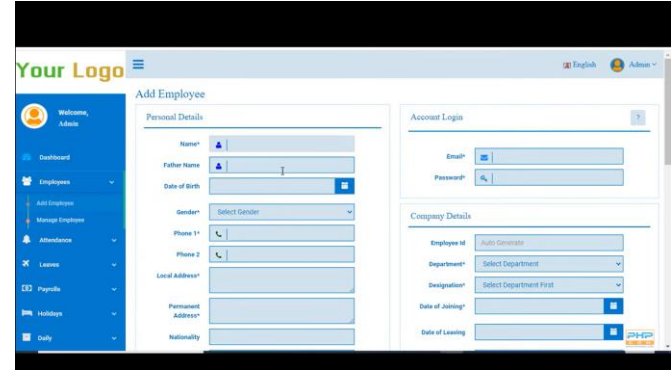 Your Logo
English
Admin
Welcome,
Admin
Dashboard
Employees
Add Employee
Manage Employee
Attendance
Leaves
Payrolls
Holidays
Daily
Add Employee
Personal Details
Name*
Father Name
Date of Birth
Gender*
Select Gender
Phone 1*
Phone 2
Local Address*
Permanent
Address*
Nationality
Account Login
?
Email*
Password*
Company Details
Employee Id
Auto Generate
Department*
Select Department
Designation*
Select Department First
Date of Joining*
Date of Leaving
PHP